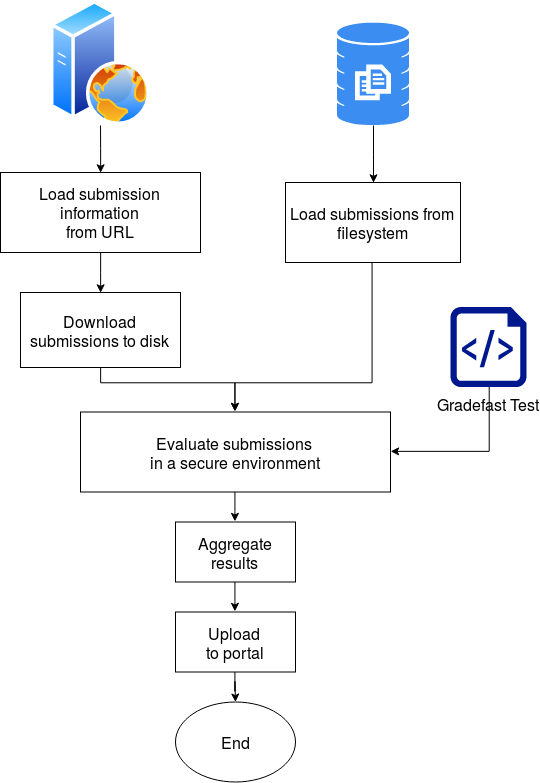 Load submission
information
from URL
Load submissions from
filesystem
Download
submissions to disk
</>
Gradefast Test
Evaluate submissions
in a secure environment
Aggregate
results
Upload
to portal
End